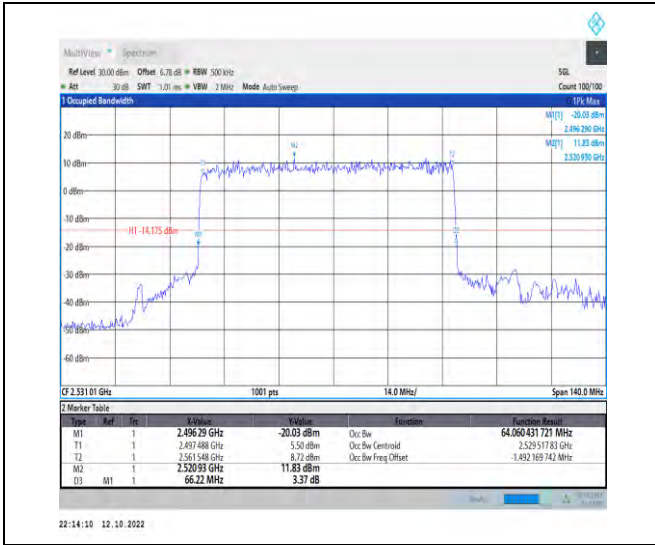 MultiView Spectrum
Ref Level 30.00 dBm Offset 6.78 dB RBW 500 kHz SGL
Att 30 dB SWT 1.01 ms VBW 2 MHz Mode Auto Sweep Count 100/100
1 Occupied Bandwidth 1Pk Max
M1[1] -20.03 dBm
2.496 290 GHz
20 dBm
M2[1] 11.83 dBm
2.520 930 GHz
M2
T1 T2
10 dBm
0 dBm
-10 dBm
H1 -14.175 dBm
M1 D3
-20 dBm
-30 dBm
-40 dBm
-50 dBm
-60 dBm
CF 2.531 01 GHz 1001 pts 14.0 MHz/ Span 140.0 MHz
2 Marker Table
Type Ref Trc X-Value Y-Value Function Function Result
M1 1 2.496 29 GHz -20.03 dBm Occ Bw 64.060 431 721 MHz
T1 1 2.497 488 GHz 5.50 dBm Occ Bw Centroid 2.529 517 83 GHz
T2 1 2.561 548 GHz 8.72 dBm Occ Bw Freq Offset -1.492 169 742 MHz
M2 1 2.520 93 GHz 11.83 dBm
D3 M1 1 66.22 MHz 3.37 dB
22:14:10 12.10.2022